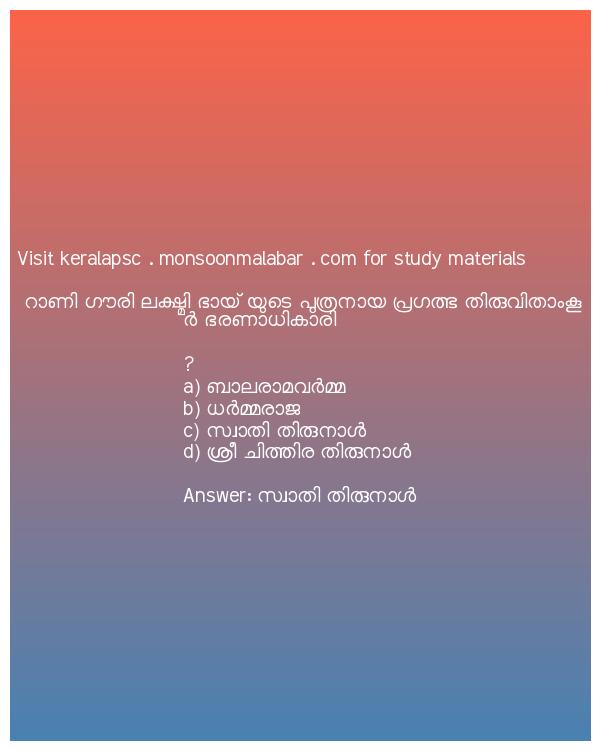 Visit keralapsc . monsoonmalabar . com for study materials
റാണി ഗൗരി ലക്ഷ്മി ഭായ് യുടെ പുത്രനായ പ്രഗത്ഭ തിരുവിതാംകൂ
ർ ഭരണാധികാരി
?
a) ബാലരാമവർമ്മ
b) ധർമ്മരാജ
c) സ്വാതി തിരുനാൾ
d) ശ്രീ ചിത്തിര തിരുനാൾ
Answer: സ്വാതി തിരുനാൾ